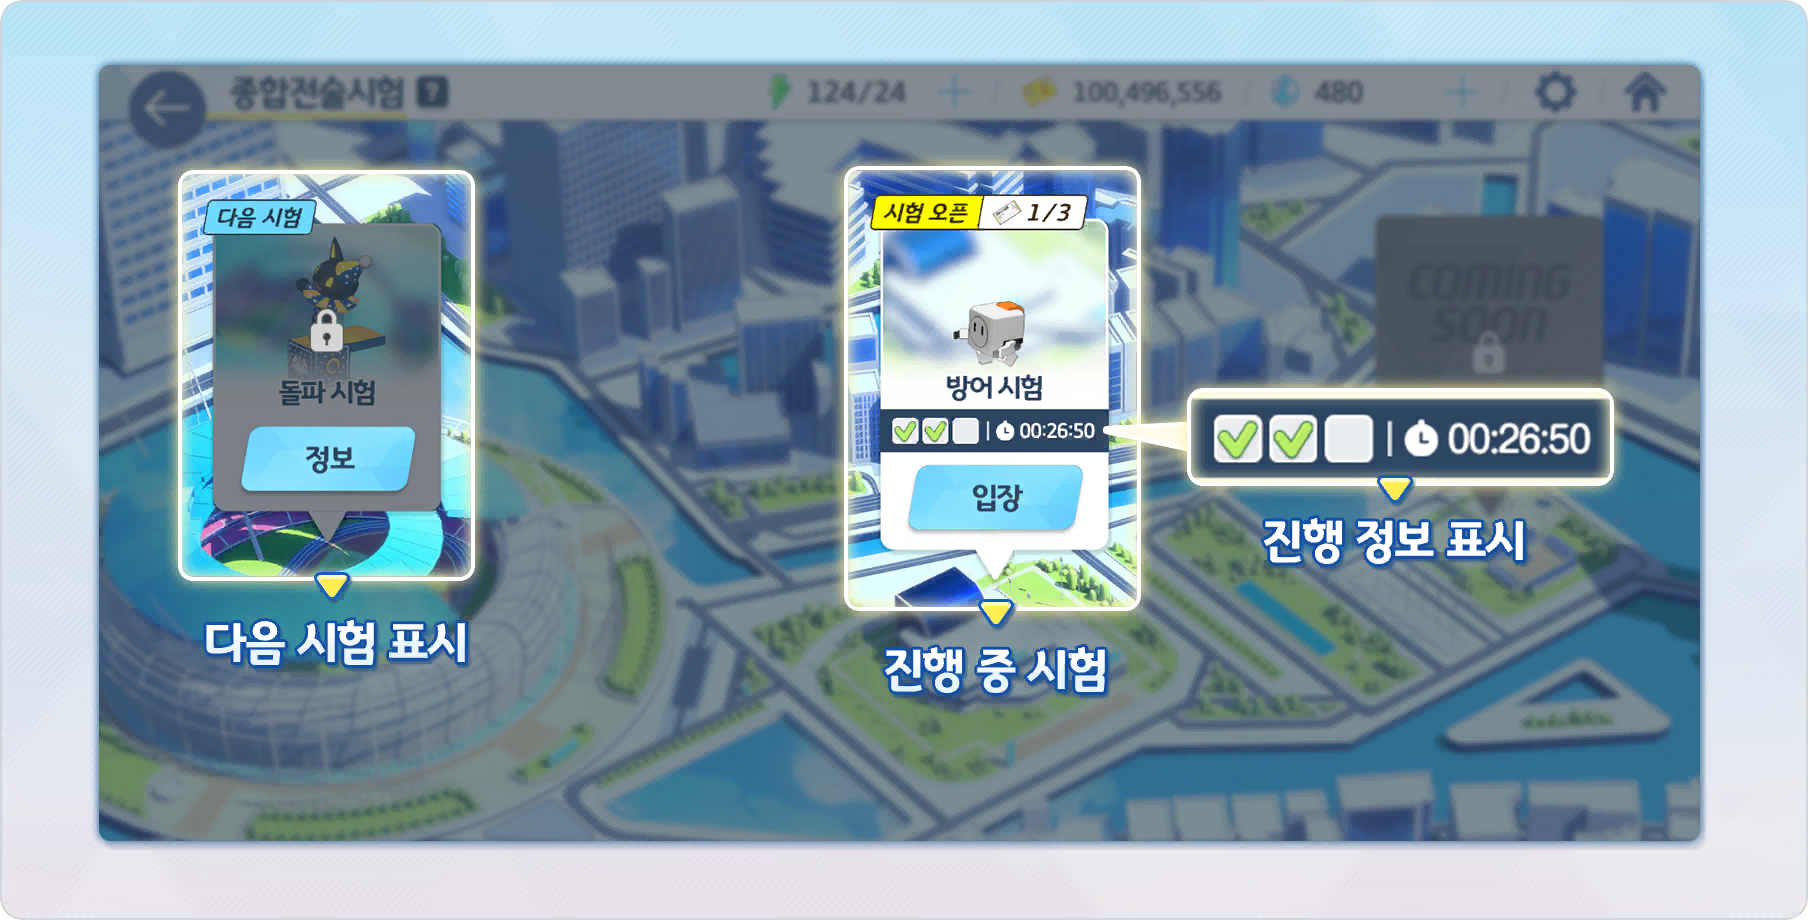 종합전술시험 ?
124/24
100,496,556
480
다음 시험
돌파 시험
정보
다음 시험 표시
시험 오픈 1/3
방어 시험
00:26:50
입장
진행 중 시험
COMING
SOON
00:26:50
진행 정보 표시